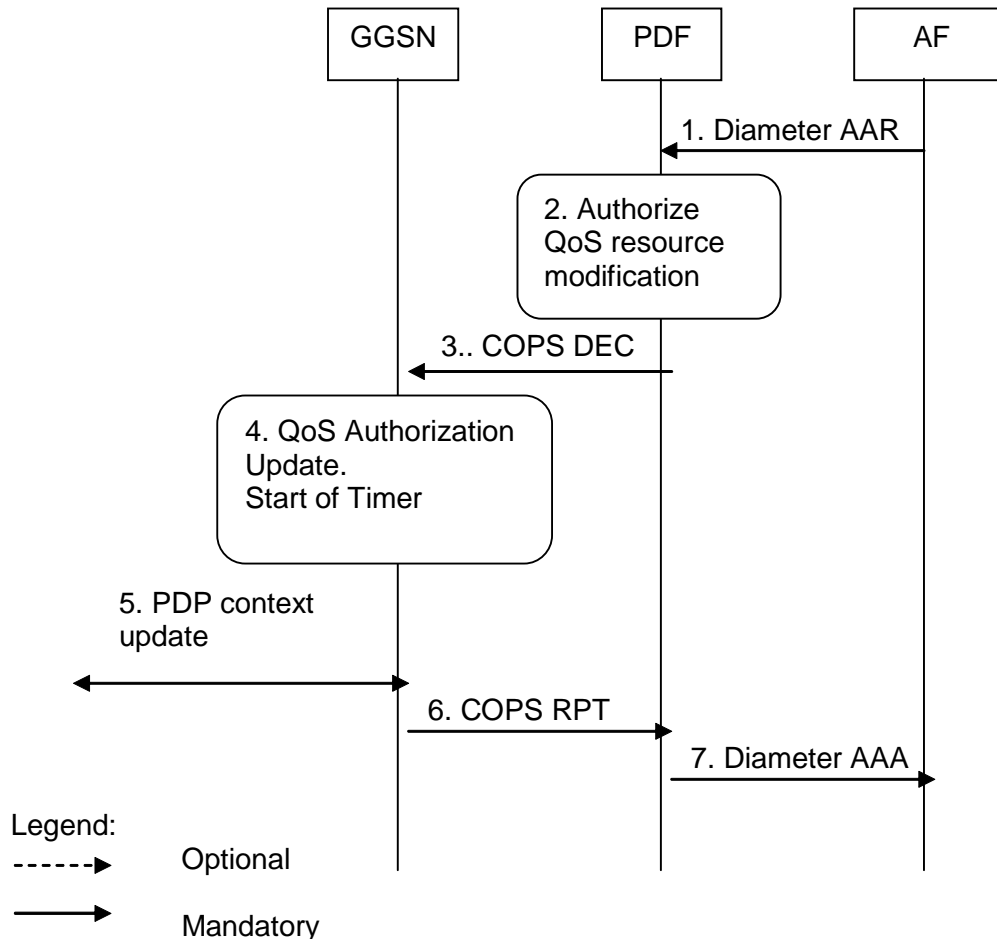 GGSN
PDF
AF
1. Diameter AAR
2. Authorize
QoS resource
modification
3.. COPS DEC
4. QoS Authorization
Update.
Start of Timer
5. PDP context
update
6. COPS RPT
7. Diameter AAA
Legend:
Optional
Mandatory